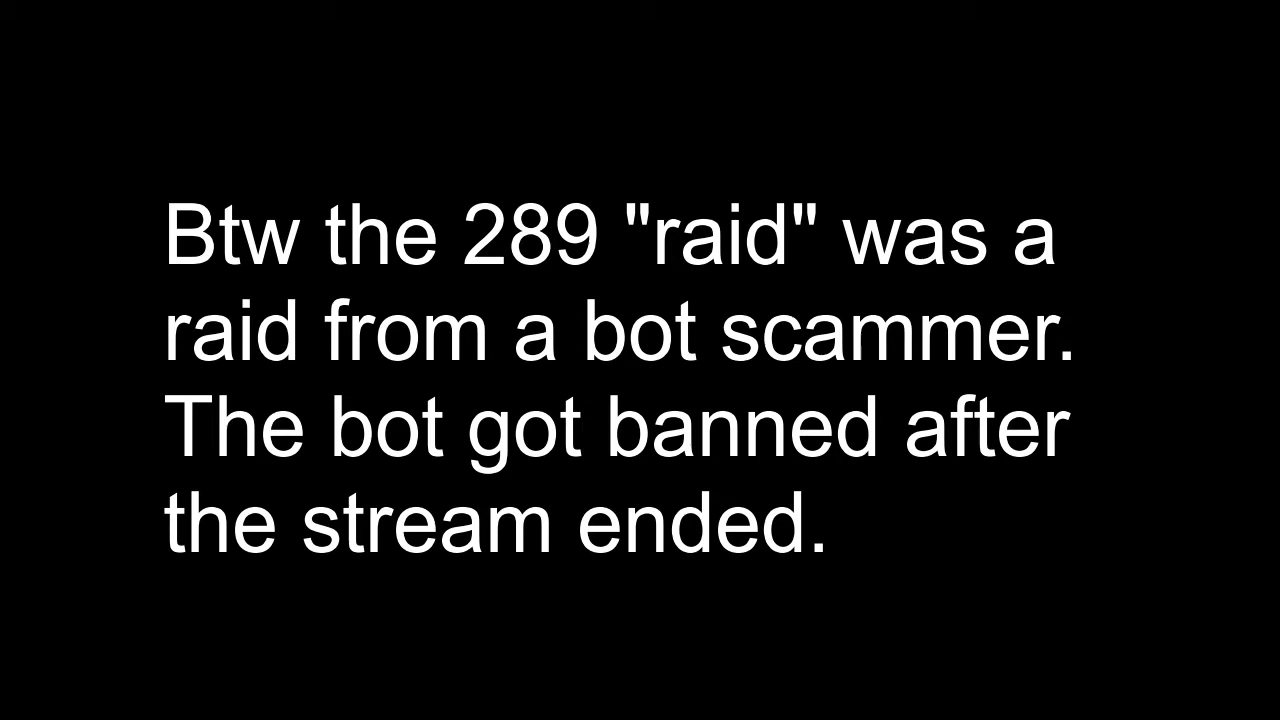 Btw the 289 "raid" was a
raid from a bot scammer.
The bot got banned after
the stream ended.